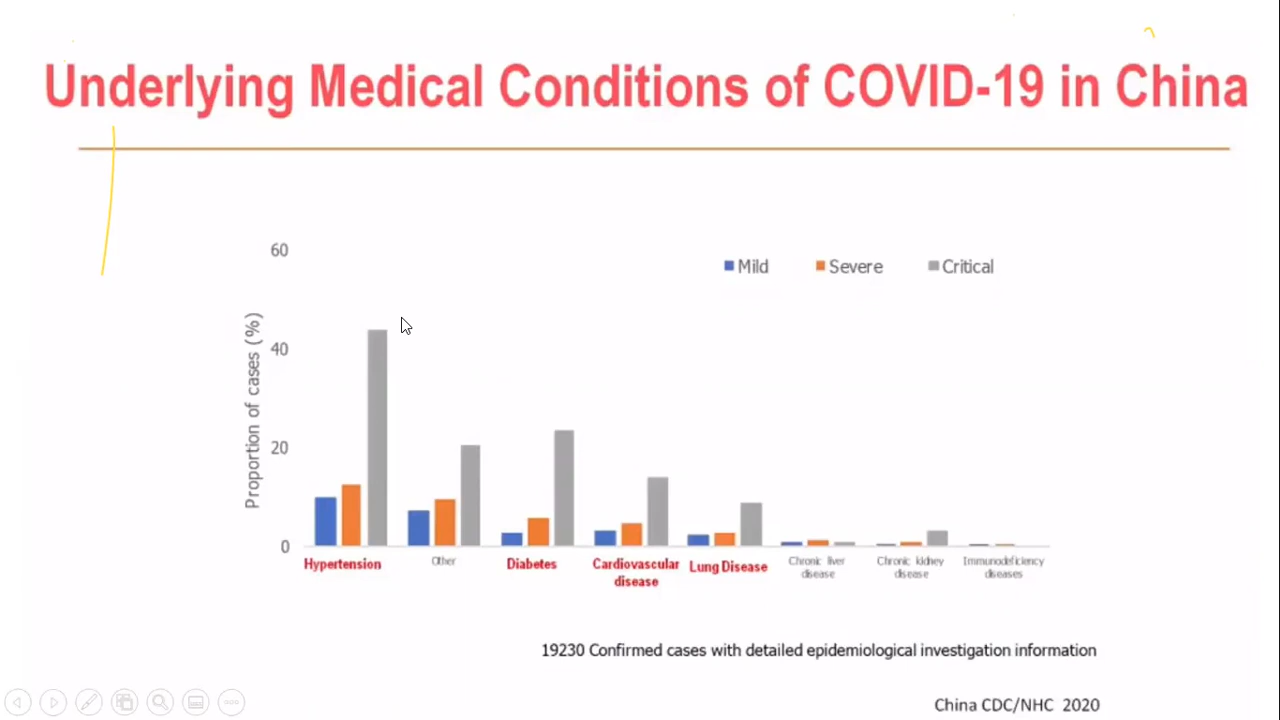 Underlying Medical Conditions of COVID-19 in China
60
Mild Severe Critical
40
Proportion of cases (%)
20
0
Hypertension
Other
Diabetes
Cardiovascular
disease
Lung Disease
Chronic liver
disease
Chronic kidney
disease
Immunodeficiency
diseases
19230 Confirmed cases with detailed epidemiological investigation information
China CDC/NHC 2020